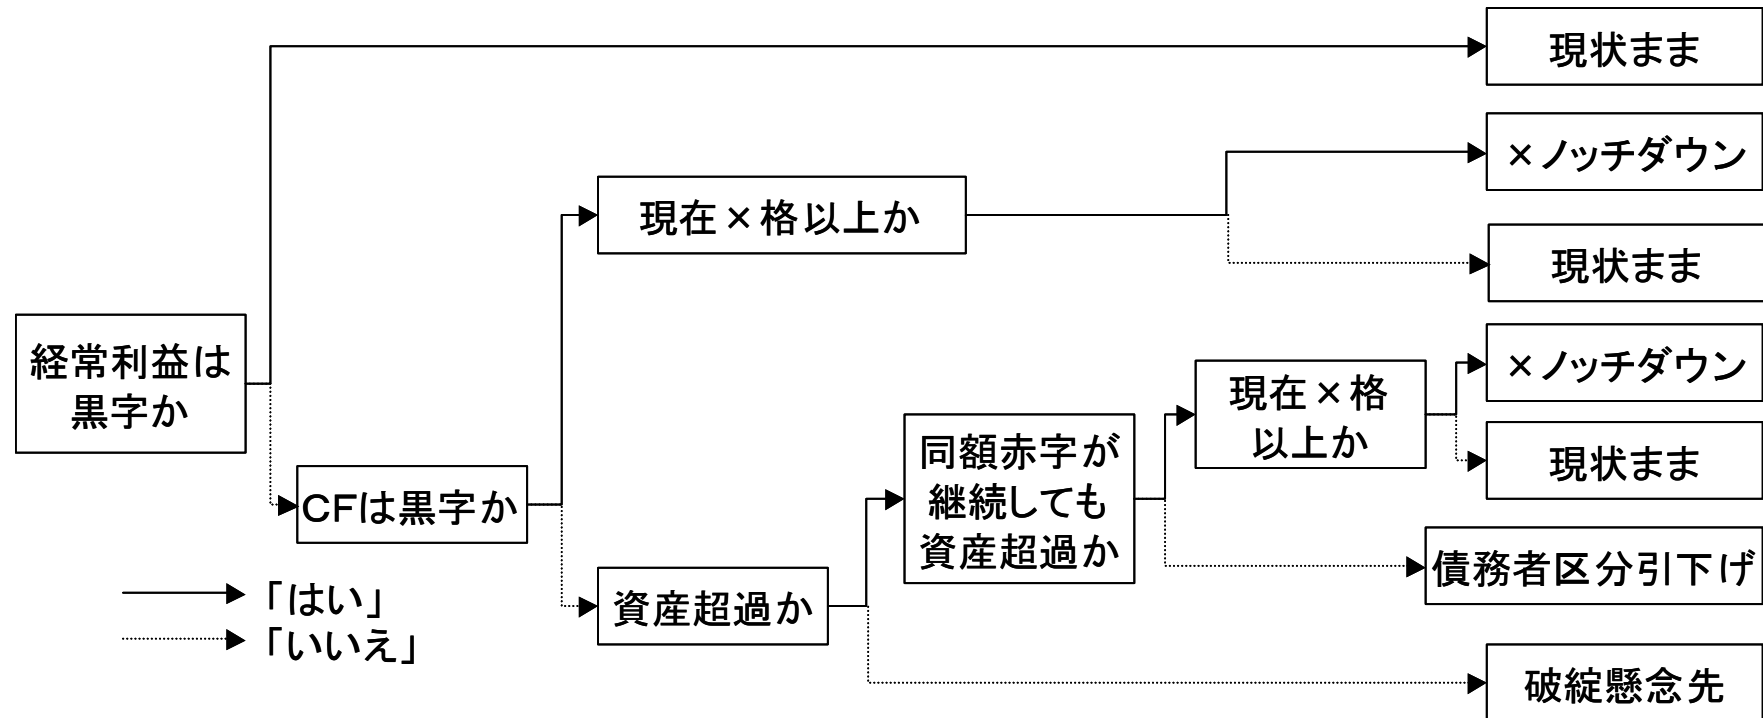 現状まま
×ノッチダウン
現在×格以上か
現状まま
経常利益は
黒字か
×ノッチダウン
現在×格
以上か
現状まま
同額赤字が
継続しても
資産超過か
CFは黒字か
債務者区分引下げ
資産超過か
「はい」
「いいえ」
破綻懸念先